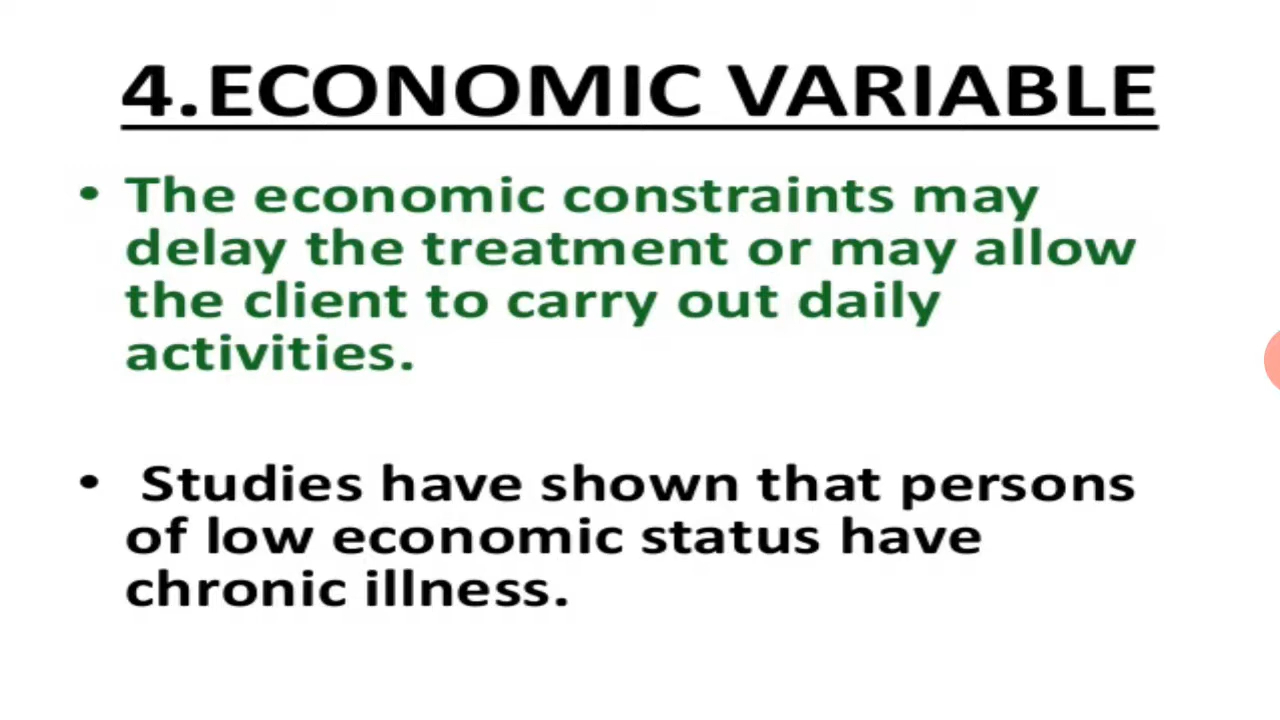 4.ECONOMIC VARIABLE
• The economic constraints may
delay the treatment or may allow
the client to carry out daily
activities.
• Studies have shown that persons
of low economic status have
chronic illness.